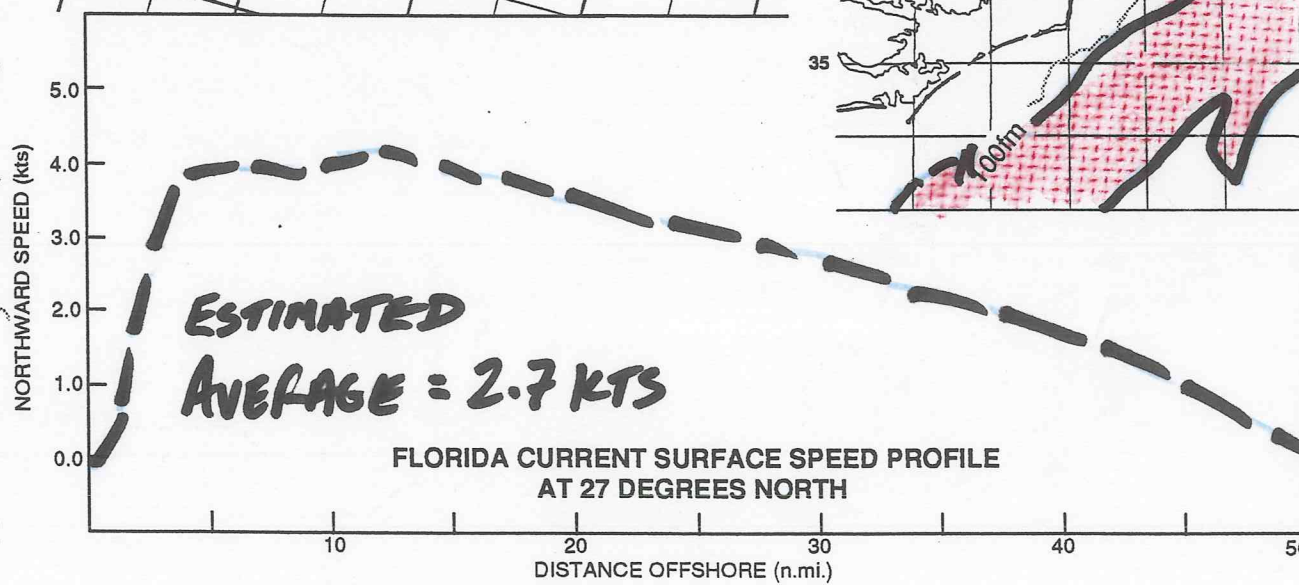 35
100fm
NORTHWARD SPEED (kts)
5.0
4.0
3.0
2.0
1.0
0.0
ESTIMATED
AVERAGE = 2.7 KTS
FLORIDA CURRENT SURFACE SPEED PROFILE
AT 27 DEGREES NORTH
10
20
30
40
DISTANCE OFFSHORE (n.mi.)